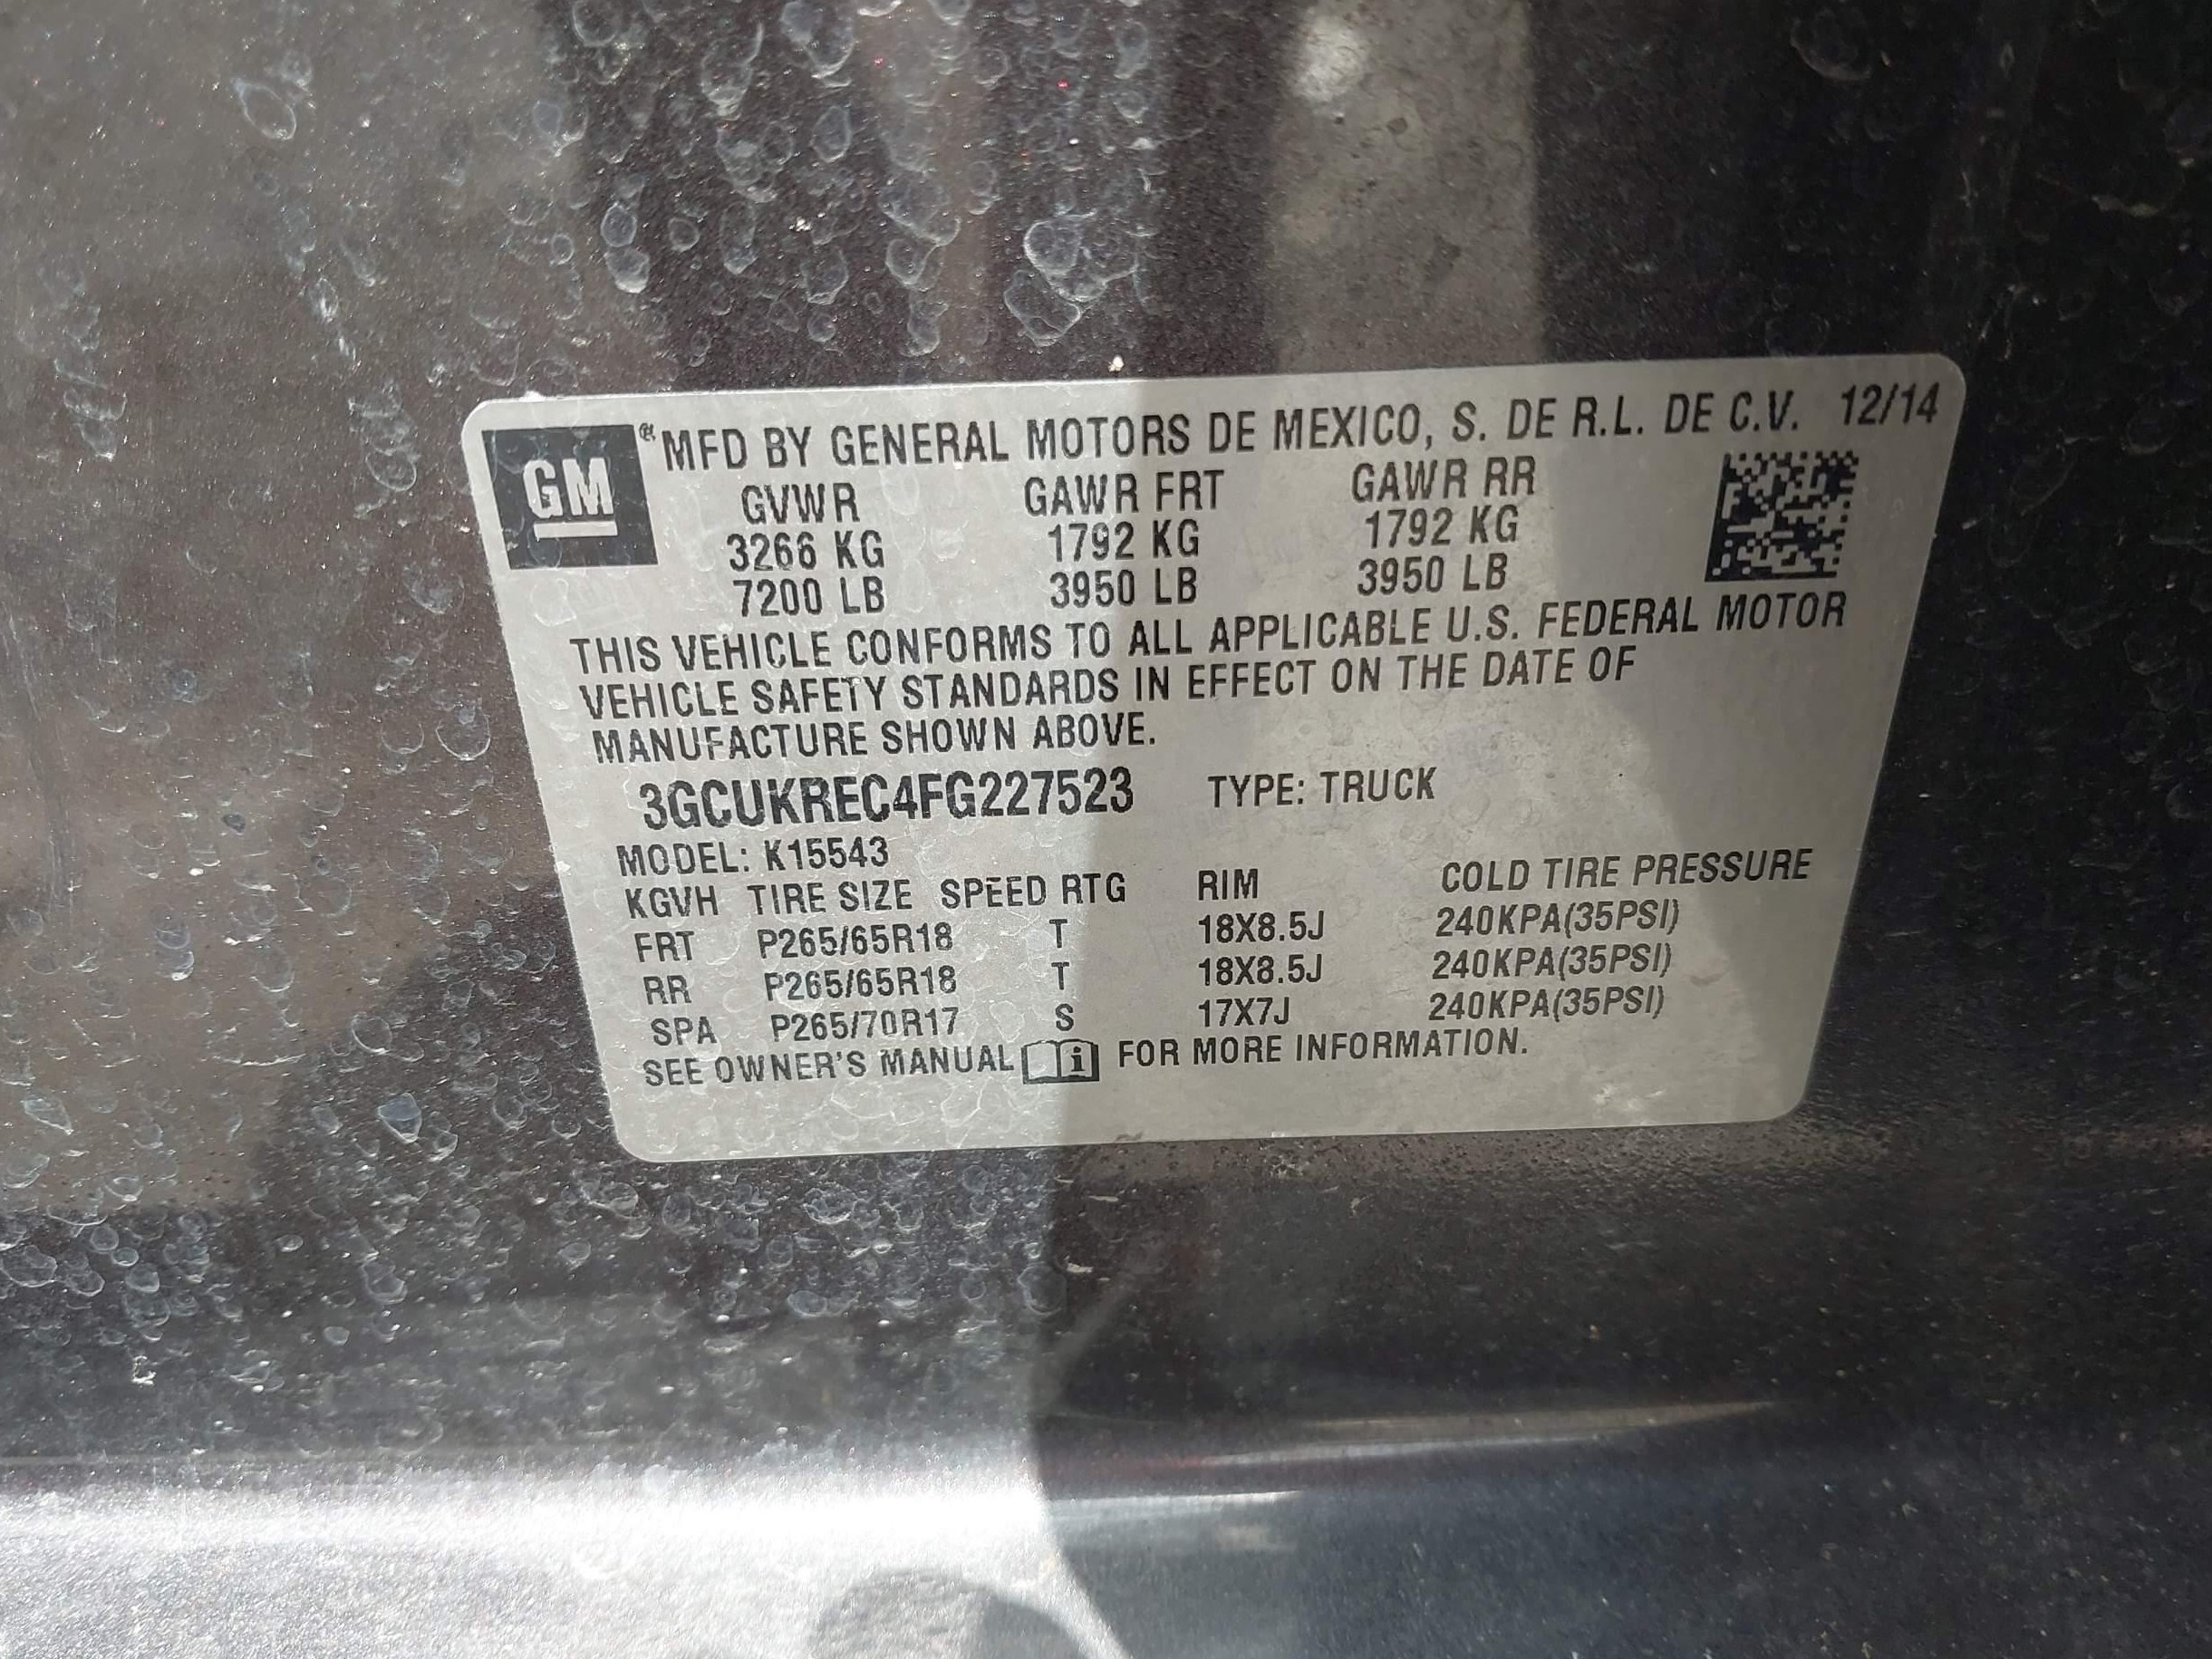 GM ® MFD BY GENERAL MOTORS DE MEXICO, S. DE R.L. DE C.V. 12/14
GVWR GAWR FRT GAWR RR
3266 KG 1792 KG 1792 KG
7200 LB 3950 LB 3950 LB
THIS VEHICLE CONFORMS TO ALL APPLICABLE U.S. FEDERAL MOTOR
VEHICLE SAFETY STANDARDS IN EFFECT ON THE DATE OF
MANUFACTURE SHOWN ABOVE.
3GCUKREC4FG227523 TYPE: TRUCK
MODEL: K15543
KGVH TIRE SIZE SPEED RTG RIM COLD TIRE PRESSURE
FRT P265/65R18 T 18X8.5J 240KPA(35PSI)
RR P265/65R18 T 18X8.5J 240KPA(35PSI)
SPA P265/70R17 S 17X7J 240KPA(35PSI)
SEE OWNER'S MANUAL i FOR MORE INFORMATION.